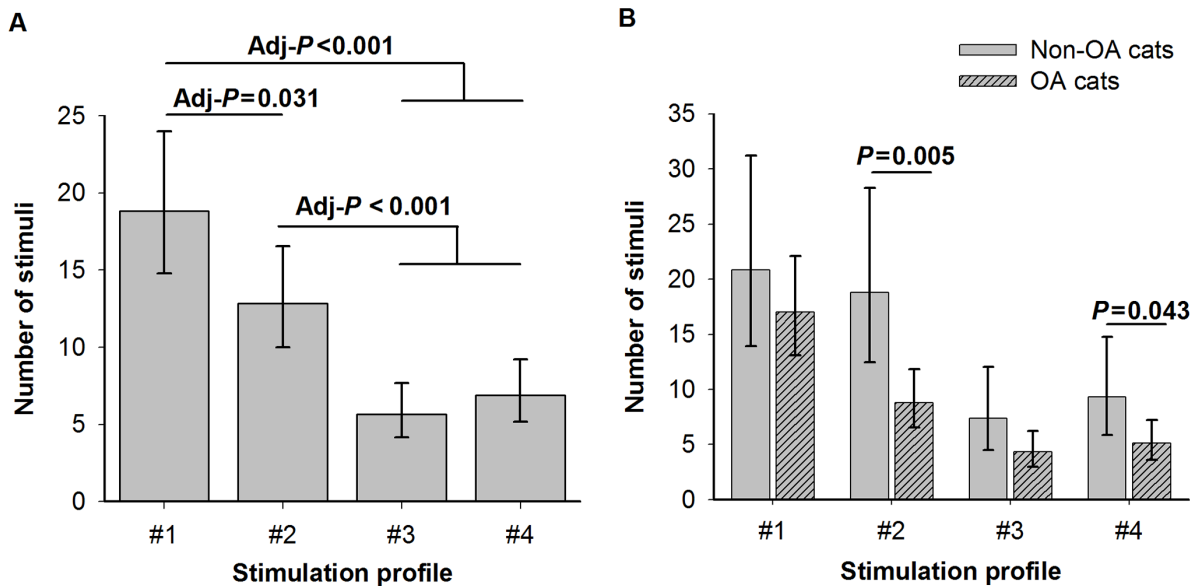 A
Adj-P<0.001
Adj-P=0.031
Adj-P < 0.001
25
20
15
10
5
0
Number of stimuli
#1 #2 #3 #4
Stimulation profile
B
Non-OA cats
OA cats
P=0.005
P=0.043
35
30
25
20
15
10
5
0
Number of stimuli
#1 #2 #3 #4
Stimulation profile